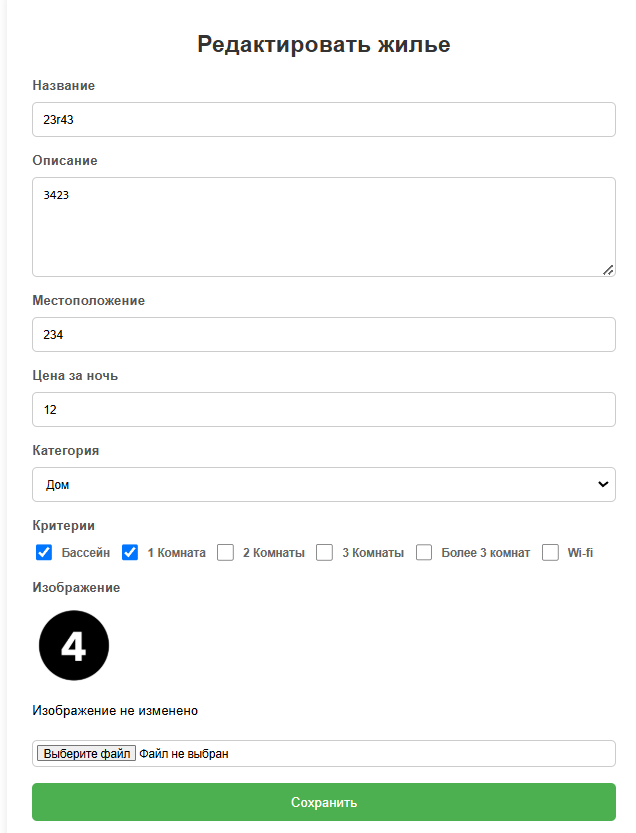 Редактировать жилье
Название
23r43
Описание
3423
Местоположение
234
Цена за ночь
12
Категория
Дом
Критерии
Бассейн 1 Комната 2 Комнаты 3 Комнаты Более 3 комнат Wi-fi
Изображение
4
Изображение не изменено
Выберите файл Файл не выбран
Сохранить